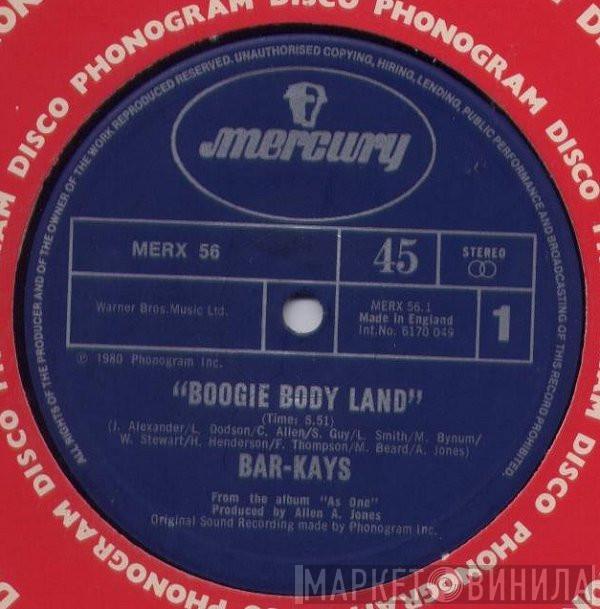 DISCO PHONOGRAM DISCO PHONOGRAM DISCO PHONOGRAM DISCO PHONOGRAM
ALL RIGHTS OF THE PRODUCER AND OF THE OWNER OF THE WORK REPRODUCED RESERVED. UNAUTHORISED COPYING, HIRING, LENDING, PUBLIC PERFORMANCE AND BROADCASTING OF THIS RECORD PROHIBITED.
mercury
MERX 56
45
STEREO
Warner Bros. Music Ltd.
MERX 56.1
Made in England
Int. No. 6170 049
1
℗ 1980 Phonogram Inc.
"BOOGIE BODY LAND"
(Time: 5.51)
(J. Alexander/L. Dodson/C. Allen/S. Guy/L. Smith/M. Bynum/
W. Stewart/H. Henderson/F. Thompson/M. Beard/A. Jones)
BAR-KAYS
From the album "As One"
Produced by Allen A. Jones
Original Sound Recording made by Phonogram Inc.
МАРКЕТ ВИНИЛА